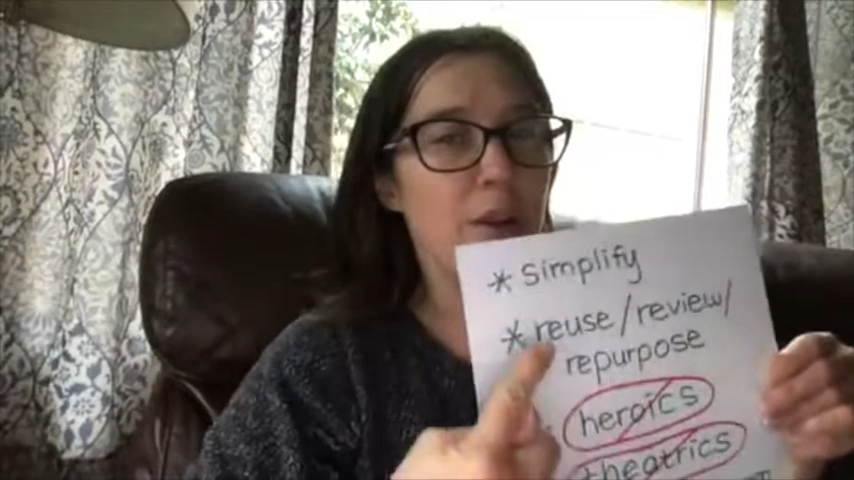 * Simplify
* reuse/review/
repurpose
heroics
theatrics